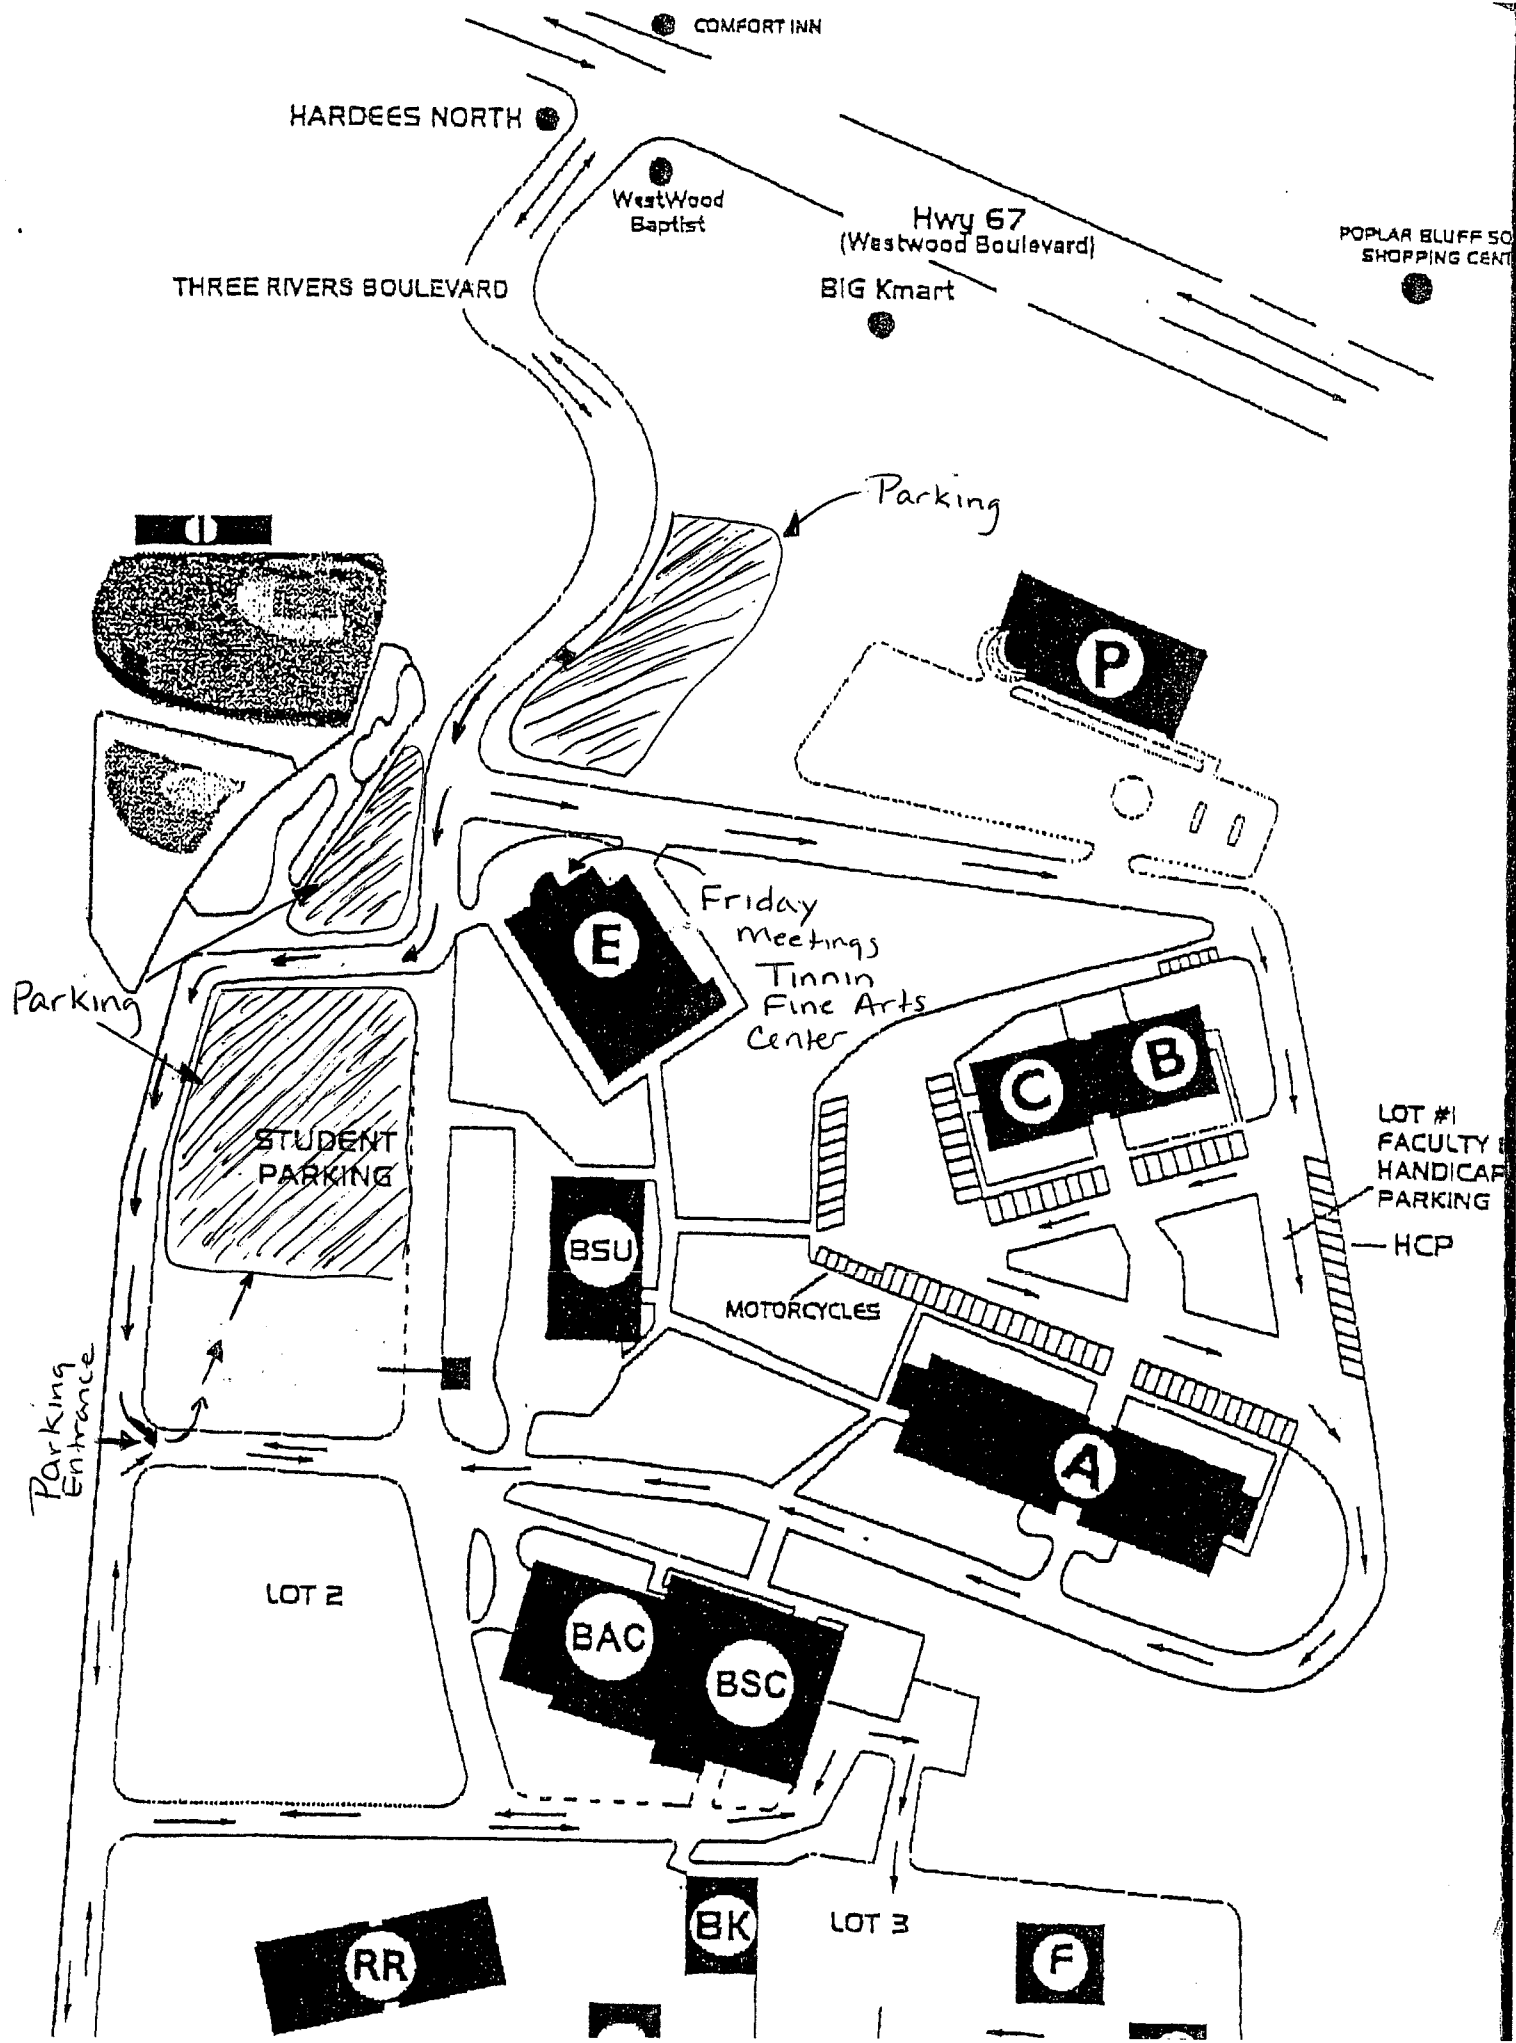 COMFORT INN
HARDEES NORTH
WestWood
Baptist
Hwy 67
(Westwood Boulevard)
POPLAR BLUFF SO
SHOPPING CENT
THREE RIVERS BOULEVARD
BIG Kmart
Parking
P
E
Friday
Meetings
Tinnin
Fine Arts
Center
Parking
C
B
STUDENT
PARKING
LOT #1
FACULTY
HANDICAP
PARKING
HCP
BSU
MOTORCYCLES
Parking
Entrance
A
LOT 2
BAC
BSC
BK
LOT 3
RR
F